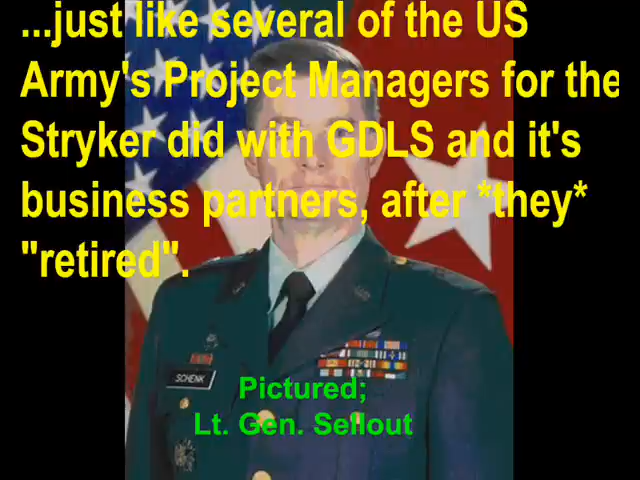 ...just like several of the US
Army's Project Managers for the
Stryker did with GDLS and it's
business partners, after *they*
"retired".
SCHENK
Pictured;
Lt. Gen. Sellout